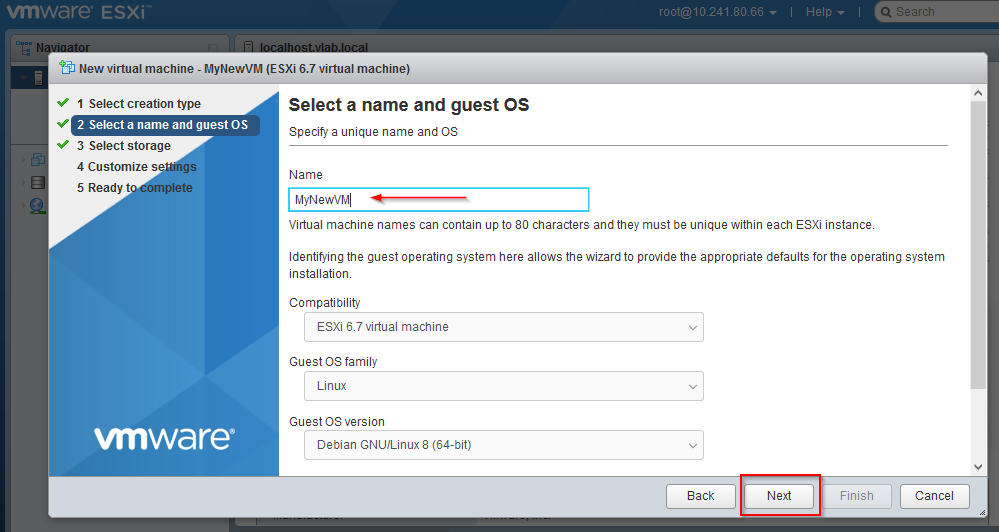 vmware ESXi
root@10.241.80.66 | Help | Search
Navigator
localhost.vlab.local
New virtual machine - MyNewVM (ESXi 6.7 virtual machine)
1 Select creation type
2 Select a name and guest OS
3 Select storage
4 Customize settings
5 Ready to complete
vmware®
Select a name and guest OS
Specify a unique name and OS
Name
MyNewVM
Virtual machine names can contain up to 80 characters and they must be unique within each ESXi instance.
Identifying the guest operating system here allows the wizard to provide the appropriate defaults for the operating system
installation.
Compatibility
ESXi 6.7 virtual machine
Guest OS family
Linux
Guest OS version
Debian GNU/Linux 8 (64-bit)
Back
Next
Finish
Cancel